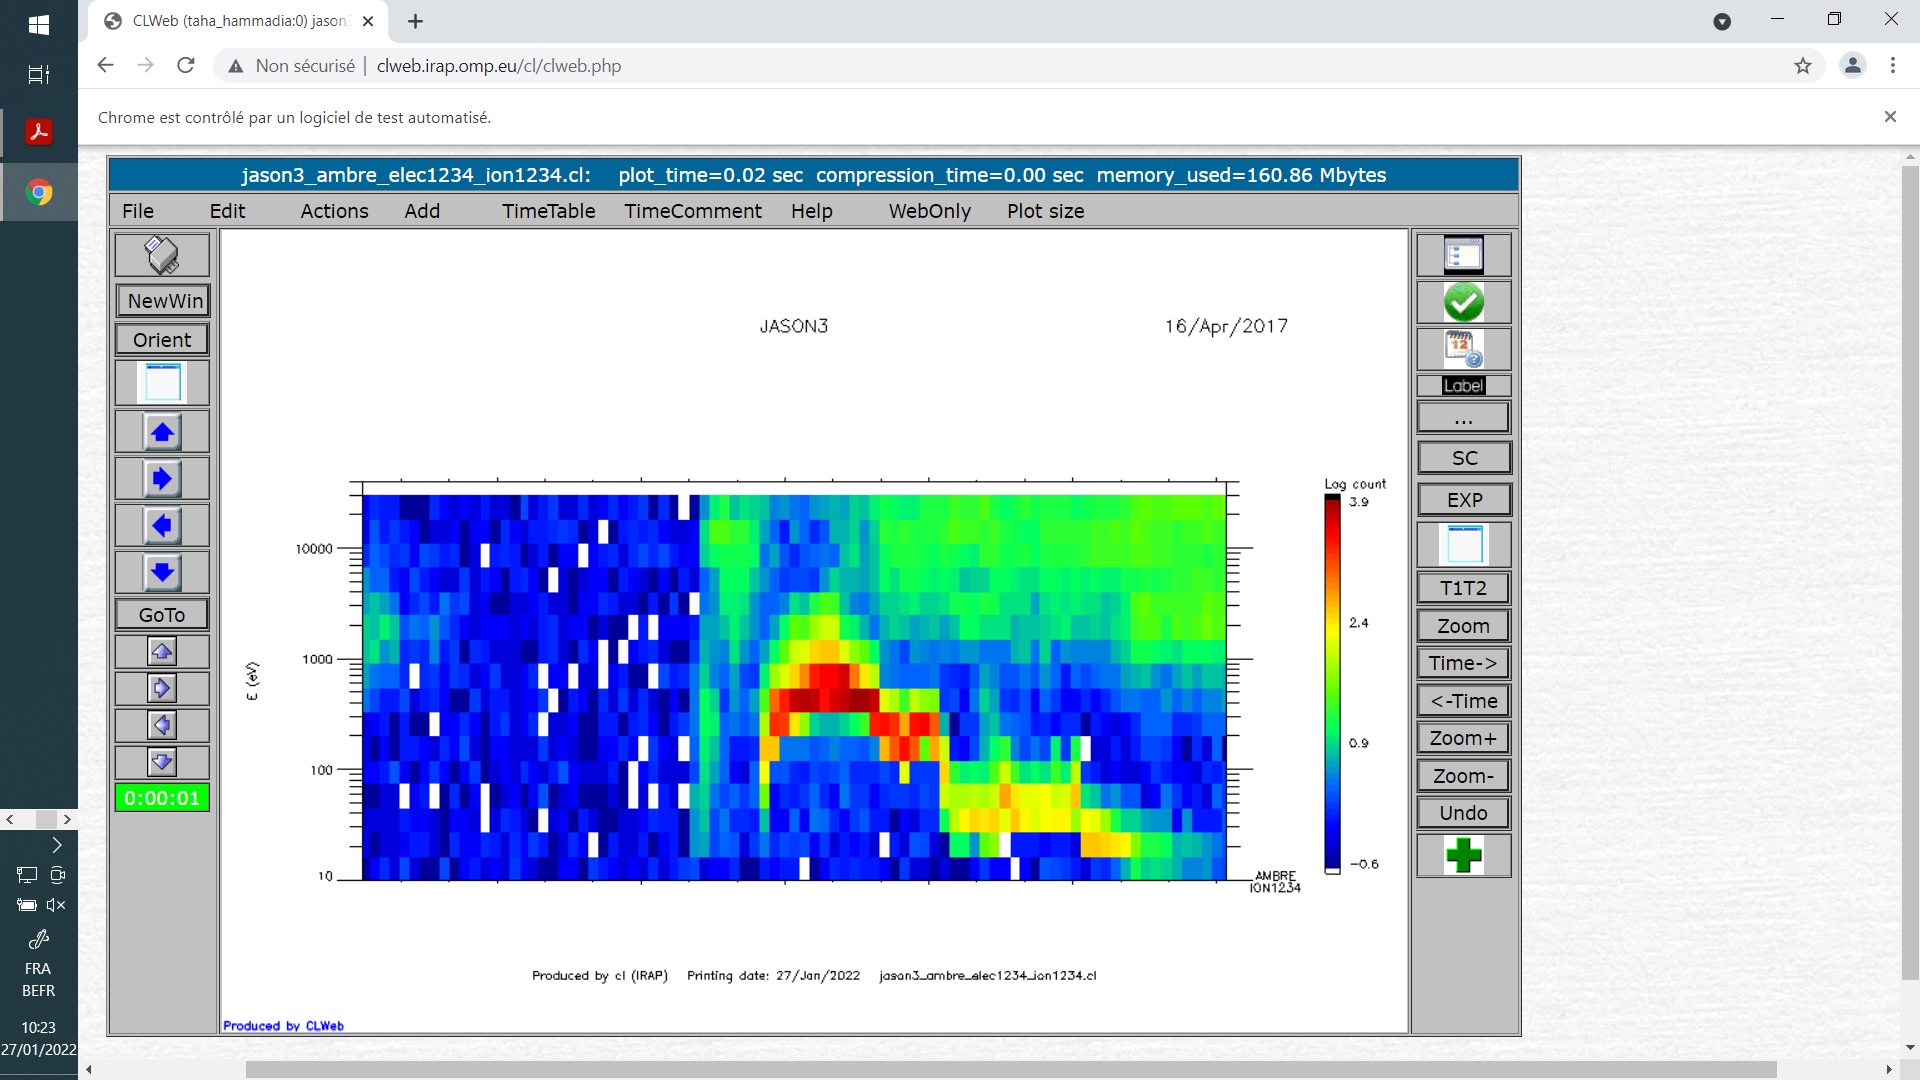 CLWeb (taha_hammadia:0) jason3
Non sécurisé | clweb.irap.omp.eu/cl/clweb.php
Chrome est contrôlé par un logiciel de test automatisé.
jason3_ambre_elec1234_ion1234.cl: plot_time=0.02 sec compression_time=0.00 sec memory_used=160.86 Mbytes
File Edit Actions Add TimeTable TimeComment Help WebOnly Plot size
NewWin
Orient
GoTo
0:00:01
JASON3
16/Apr/2017
E (eV)
10000
1000
100
10
Log count
3.9
2.4
0.9
-0.6
AMBRE
ION1234
Produced by cl (IRAP) Printing date: 27/Jan/2022 jason3_ambre_elec1234_ion1234.cl
Produced by CLWeb
12
Label
...
SC
EXP
T1T2
Zoom
Time->
<-Time
Zoom+
Zoom-
Undo
FRA
BEFR
10:23
27/01/2022